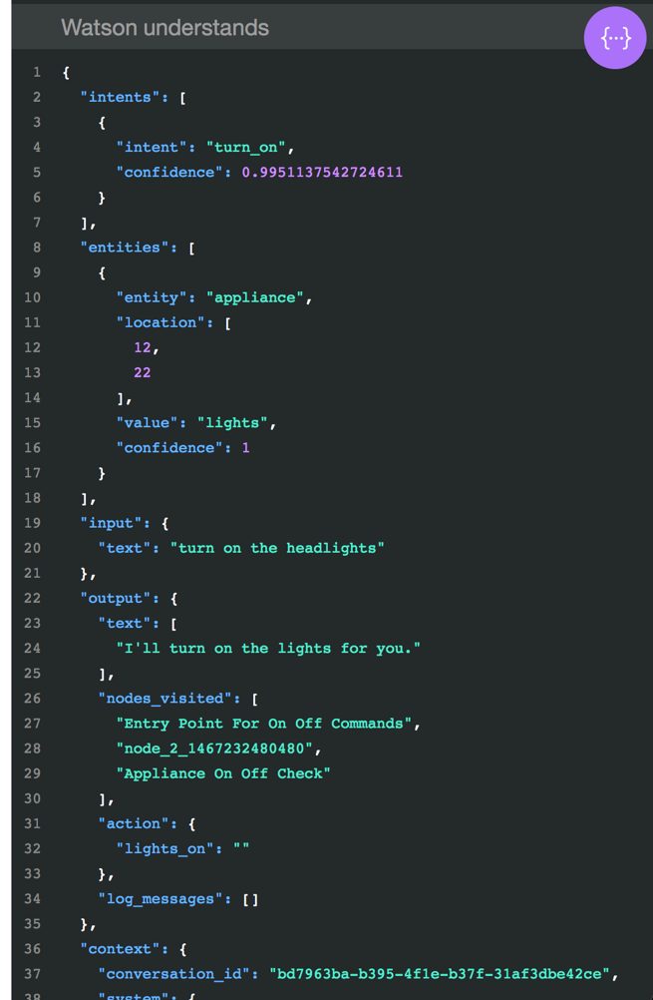 Watson understands
{···}
1 {
2 "intents": [
3 {
4 "intent": "turn_on",
5 "confidence": 0.9951137542724611
6 }
7 ],
8 "entities": [
9 {
10 "entity": "appliance",
11 "location": [
12 12,
13 22
14 ],
15 "value": "lights",
16 "confidence": 1
17 }
18 ],
19 "input": {
20 "text": "turn on the headlights"
21 },
22 "output": {
23 "text": [
24 "I'll turn on the lights for you."
25 ],
26 "nodes_visited": [
27 "Entry Point For On Off Commands",
28 "node_2_1467232480480",
29 "Appliance On Off Check"
30 ],
31 "action": {
32 "lights_on": ""
33 },
34 "log_messages": []
35 },
36 "context": {
37 "conversation_id": "bd7963ba-b395-4f1e-b37f-31af3dbe42ce",
38 "system": {